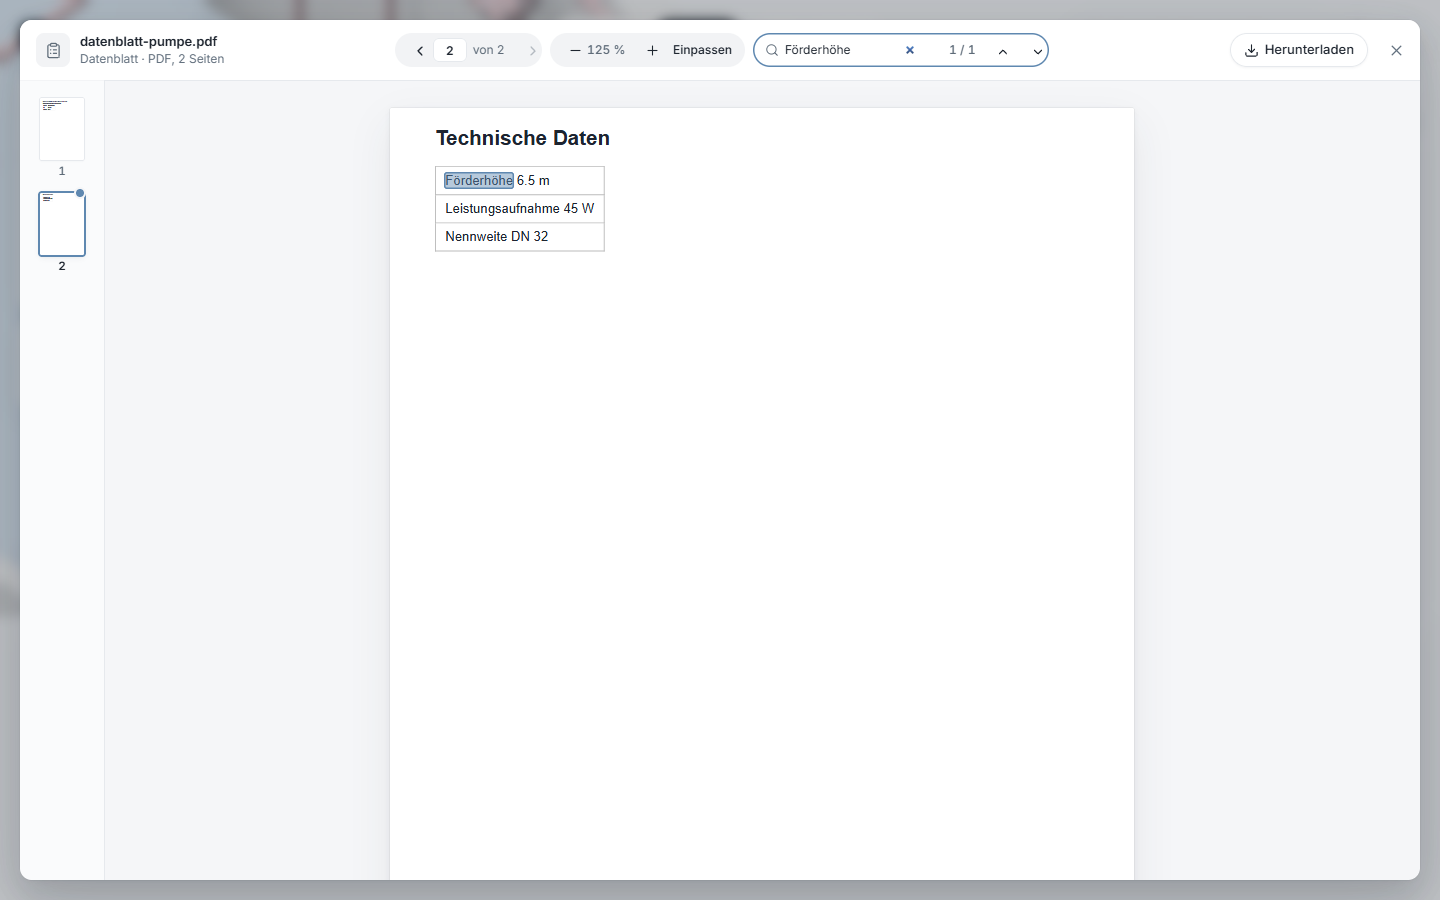 datenblatt-pumpe.pdf
Datenblatt · PDF, 2 Seiten
2 von 2
125 %
Einpassen
Förderhöhe
1 / 1
Herunterladen
1
2
Technische Daten
Förderhöhe 6.5 m
Leistungsaufnahme 45 W
Nennweite DN 32